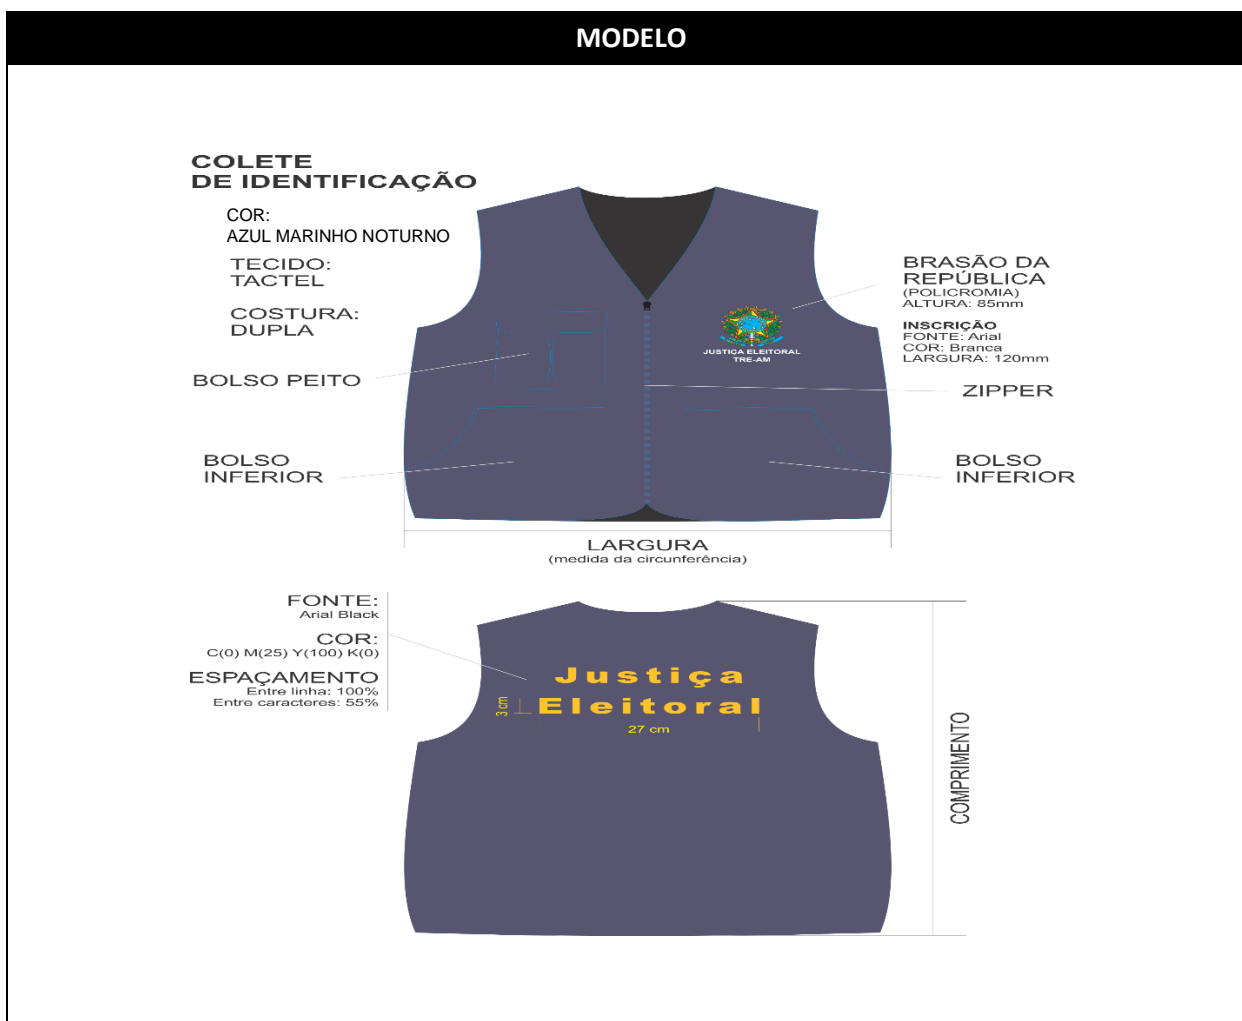 MODELO
COLETE
DE IDENTIFICAÇÃO
COR:
AZUL MARINHO NOTURNO
TECIDO:
TACTEL
COSTURA:
DUPLA
BOLSO PEITO
BOLSO
INFERIOR
JUSTIÇA ELEITORAL
TRE-AM
BRASÃO DA
REPÚBLICA
(POLICROMIA)
ALTURA: 85mm
INSCRIÇÃO
FONTE: Arial
COR: Branca
LARGURA: 120mm
ZIPPER
BOLSO
INFERIOR
LARGURA
(medida da circunferência)
FONTE:
Arial Black
COR:
C(0) M(25) Y(100) K(0)
ESPAÇAMENTO
Entre linha: 100%
Entre caracteres: 55%
Justiça
Eleitoral
3 cm
27 cm
COMPRIMENTO